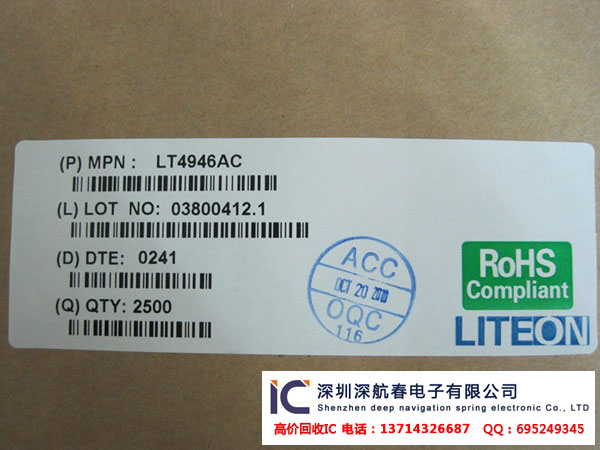 (P) MPN : LT4946AC
(L) LOT NO: 03800412.1
(D) DTE: 0241
(Q) QTY: 2500
ACC
OCT 20 2010
OQC
116
RoHS
Compliant
LITEON
IC 深圳深航春电子有限公司
Shenzhen deep navigation spring electronic Co., LTD
高价回收IC 电话：13714326687 QQ：695249345